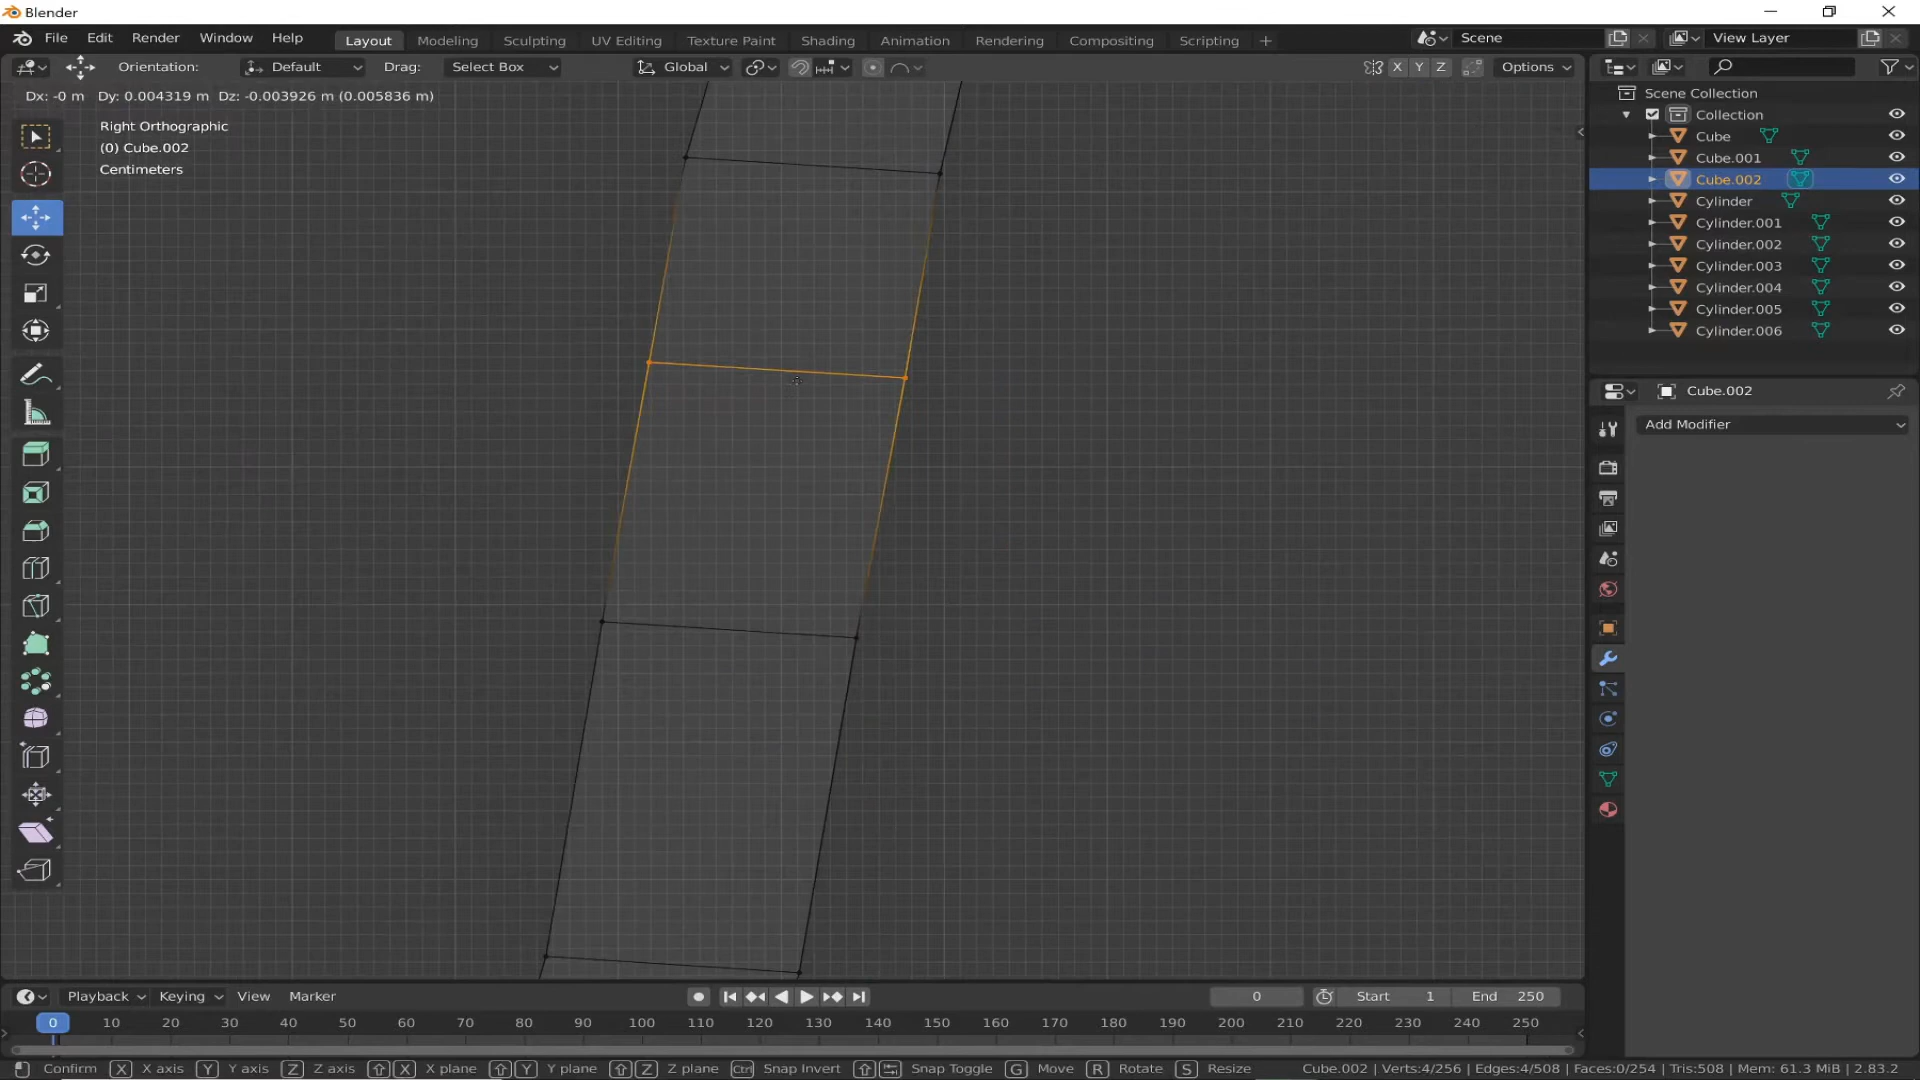 Blender
File Edit Render Window Help
Layout Modeling Sculpting UV Editing Texture Paint Shading Animation Rendering Compositing Scripting +
Scene
View Layer
Orientation: Default Drag: Select Box
Global
X Y Z
Options
Dx: -0 m Dy: 0.004319 m Dz: -0.003926 m (0.005836 m)
Right Orthographic
(0) Cube.002
Centimeters
Scene Collection
Collection
Cube
Cube.001
Cube.002
Cylinder
Cylinder.001
Cylinder.002
Cylinder.003
Cylinder.004
Cylinder.005
Cylinder.006
Cube.002
Add Modifier
Playback Keying View Marker
0
Start 1
End 250
0 10 20 30 40 50 60 70 80 90 100 110 120 130 140 150 160 170 180 190 200 210 220 230 240 250
Confirm X X axis Y Y axis Z Z axis X X plane Y Y plane Z Z plane Ctrl Snap Invert Snap Toggle G Move R Rotate S Resize
Cube.002 | Verts:4/256 | Edges:4/508 | Faces:0/254 | Tris:508 | Mem: 61.3 MiB | 2.83.2